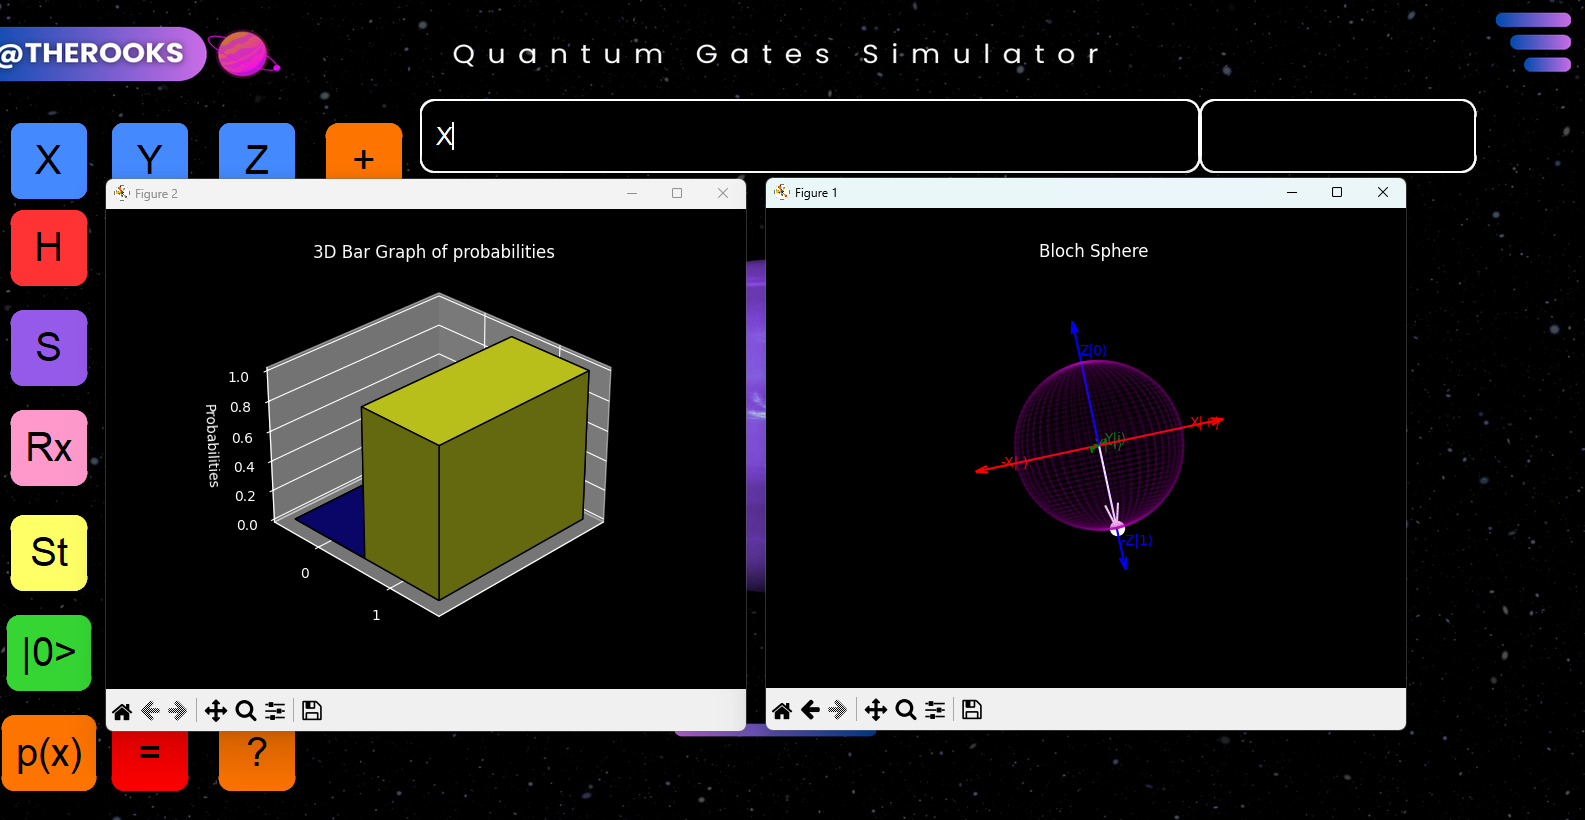 @THEROOKS
Quantum Gates Simulator
X
X
Y
Z
+
H
S
Rx
St
|0>
p(x)
=
?
Figure 2
3D Bar Graph of probabilities
Probabilities
1.0
0.8
0.6
0.4
0.2
0.0
0
1
Figure 1
Bloch Sphere
Z|0⟩
-X|-⟩
-Z|1⟩